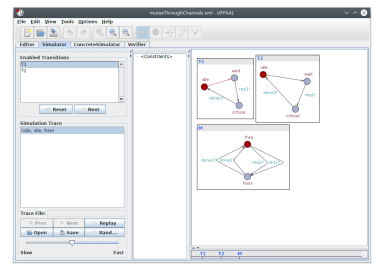 mutexThroughChannels.xml - UPPAAL
File Edit View Tools Options Help
Editor Simulator ConcreteSimulator Verifier
Enabled Transitions
T1
T2
Reset Next
Simulation Trace
(idle, idle, free)
Trace File:
Prev Next Replay
Open Save Rand...
Slow Fast
<Constraints>
T1
idle
wait
req1!
done1!
critical
T2
idle
wait
req2!
done2!
critical
M
free
done1? done2? req2? req1?
busy
T1 T2 M